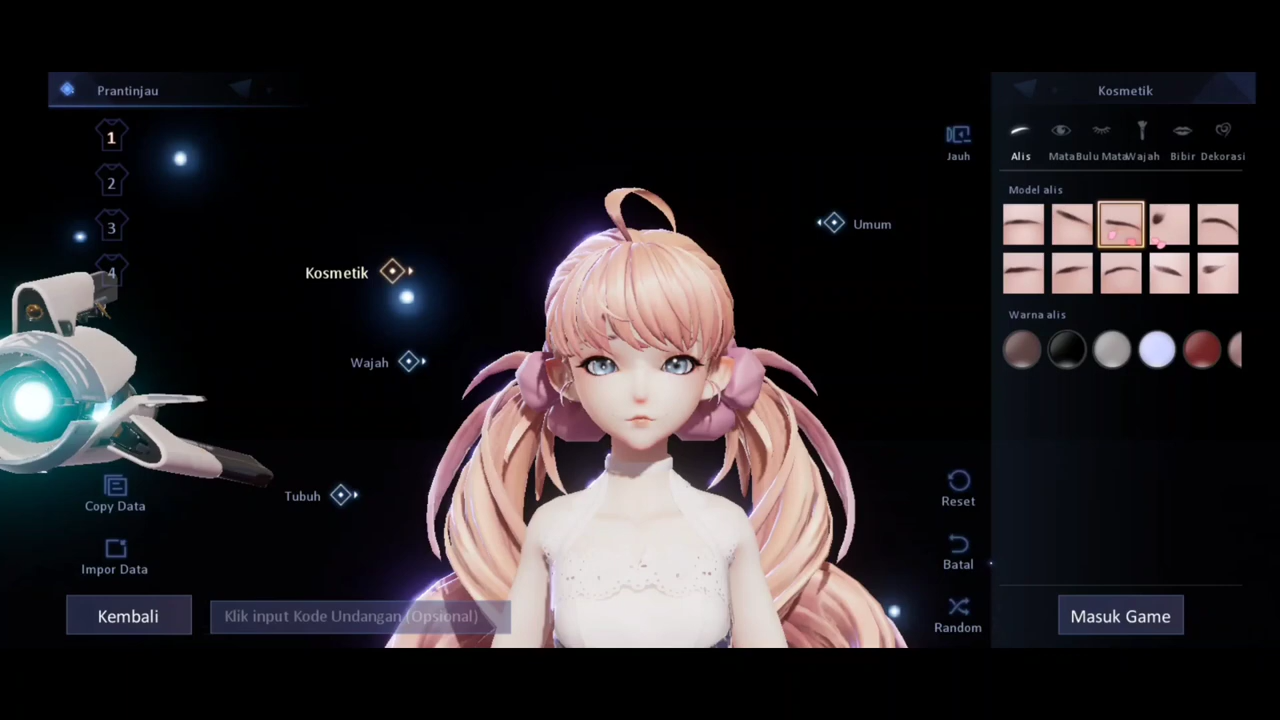 Prantinjau
1
2
3
4
Copy Data
Impor Data
Kembali
Klik input Kode Undangan (Opsional)
Kosmetik
Wajah
Tubuh
Umum
Jauh
Reset
Batal
Random
Kosmetik
Alis Mata Bulu Mata Wajah Bibir Dekorasi
Model alis
Warna alis
Masuk Game